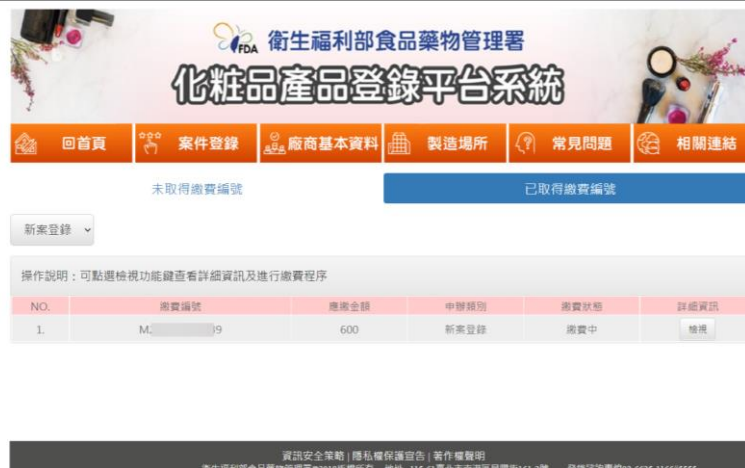 FDA 衛生福利部食品藥物管理署
化粧品產品登錄平台系統
回首頁 案件登錄 廠商基本資料 製造場所 常見問題 相關連結
未取得繳費編號 已取得繳費編號
新案登錄
操作說明：可點選檢視功能鍵查看詳細資訊及進行繳費程序
NO. 繳費編號 應繳金額 申辦類別 繳費狀態 詳細資訊
1. 600 新案登錄 繳費中 檢視
資訊安全策略 | 隱私權保護宣告 | 著作權聲明